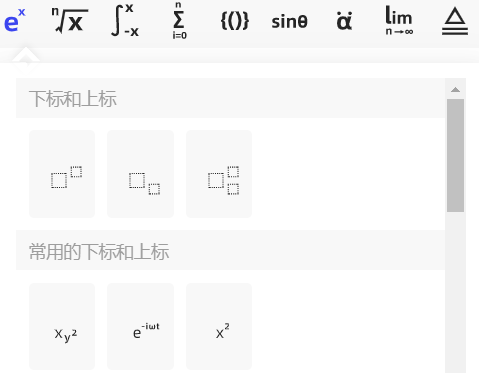 eˣ ⁿ√x ∫ₓ⁻ˣ Σ n i=0 {()} sinθ α̈ lim n→∞ ≜
下标和上标
常用的下标和上标
x_y² e^-iωt x²